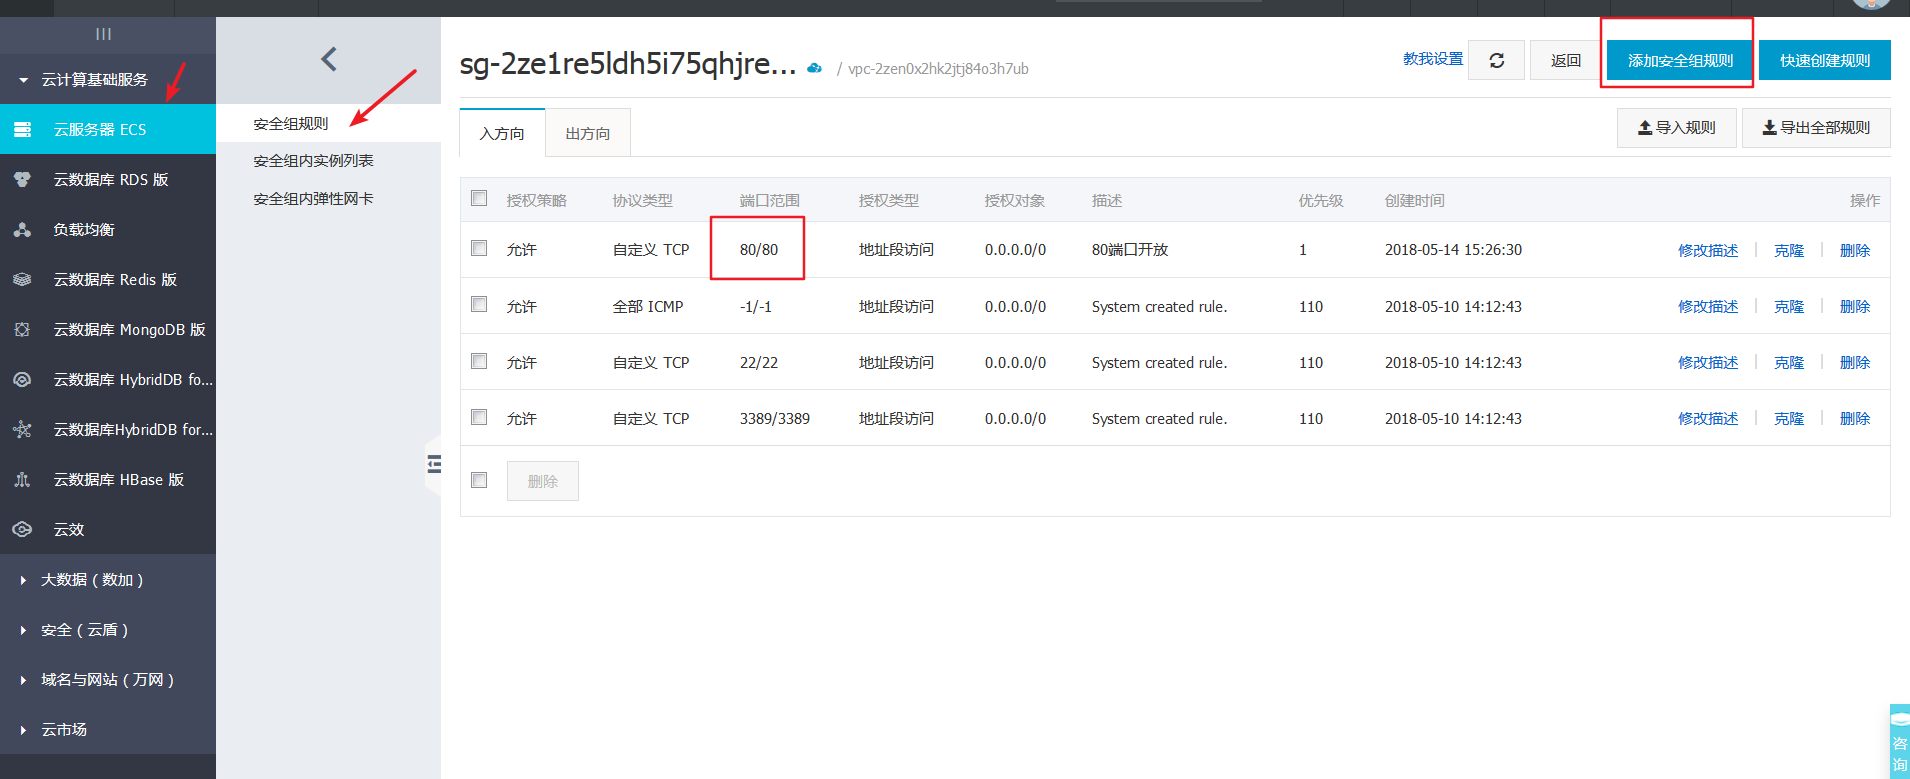 云计算基础服务
云服务器 ECS
云数据库 RDS 版
负载均衡
云数据库 Redis 版
云数据库 MongoDB 版
云数据库 HybridDB fo...
云数据库HybridDB for...
云数据库 HBase 版
云效
大数据 ( 数加 )
安全 ( 云盾 )
域名与网站 ( 万网 )
云市场
安全组规则
安全组内实例列表
安全组内弹性网卡
sg-2ze1re5ldh5i75qhjre... / vpc-2zen0x2hk2jtj84o3h7ub
教我设置 返回 添加安全组规则 快速创建规则
入方向 出方向 导入规则 导出全部规则
授权策略 协议类型 端口范围 授权类型 授权对象 描述 优先级 创建时间 操作
允许 自定义 TCP 80/80 地址段访问 0.0.0.0/0 80端口开放 1 2018-05-14 15:26:30 修改描述 | 克隆 | 删除
允许 全部 ICMP -1/-1 地址段访问 0.0.0.0/0 System created rule. 110 2018-05-10 14:12:43 修改描述 | 克隆 | 删除
允许 自定义 TCP 22/22 地址段访问 0.0.0.0/0 System created rule. 110 2018-05-10 14:12:43 修改描述 | 克隆 | 删除
允许 自定义 TCP 3389/3389 地址段访问 0.0.0.0/0 System created rule. 110 2018-05-10 14:12:43 修改描述 | 克隆 | 删除
删除
咨
询